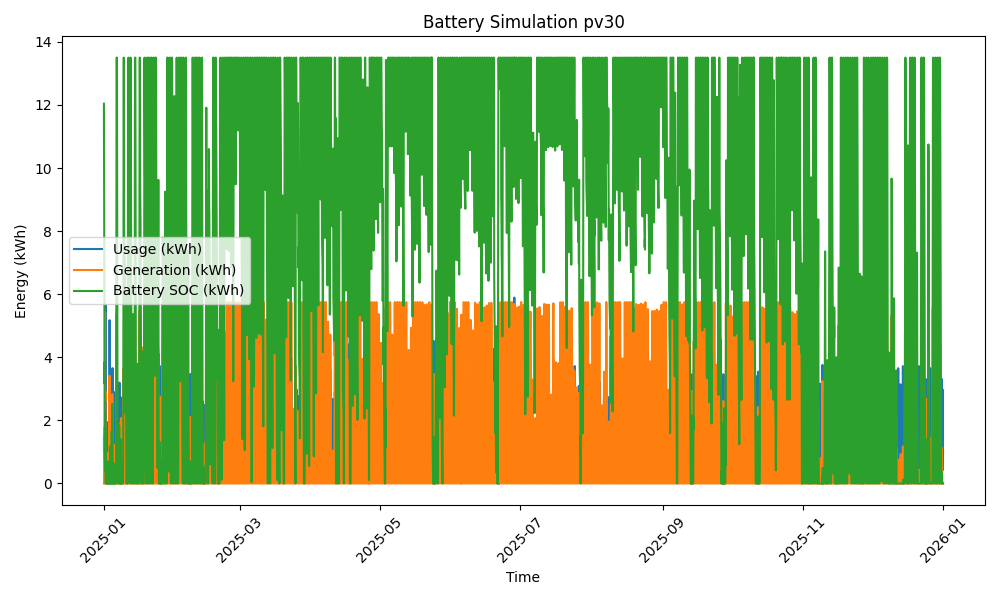 Battery Simulation pv30
Energy (kWh)
14
12
10
8
6
4
2
0
Usage (kWh)
Generation (kWh)
Battery SOC (kWh)
2025-01
2025-03
2025-05
2025-07
2025-09
2025-11
2026-01
Time